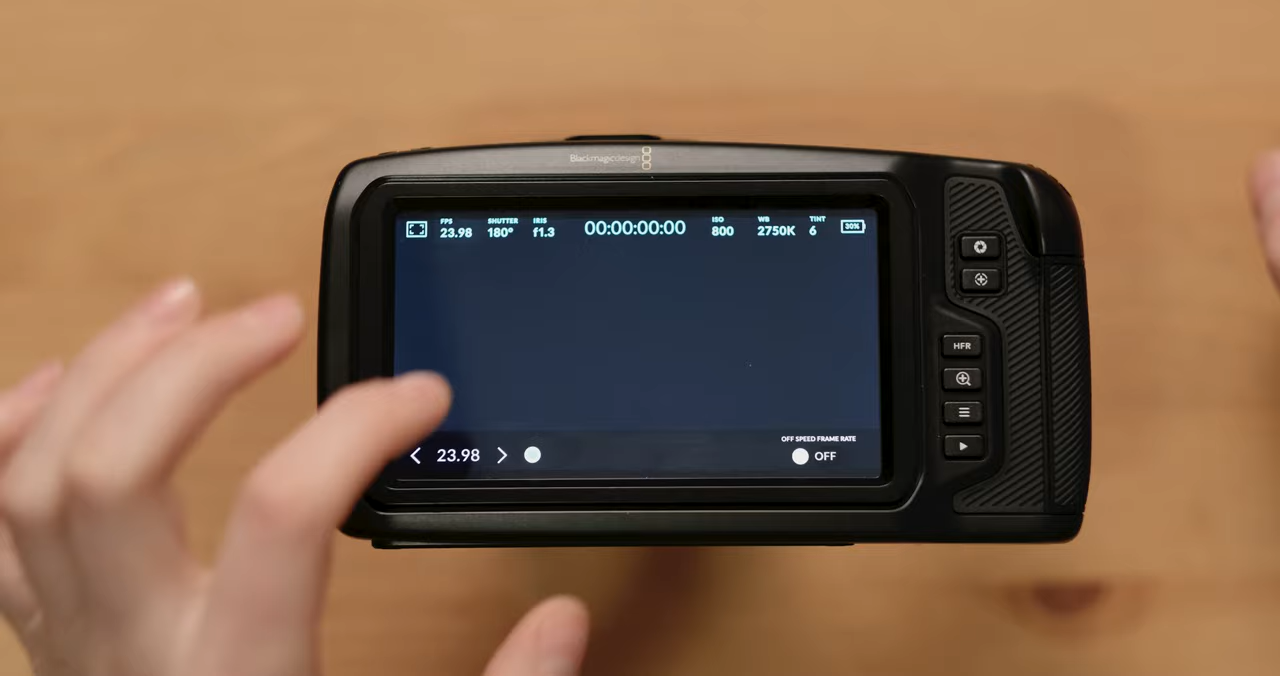 Blackmagicdesign
FPS SHUTTER IRIS 00:00:00:00 ISO WB TINT
23.98 180° f1.3 800 2750K 6 30%
HFR
OFF SPEED FRAME RATE
23.98 OFF